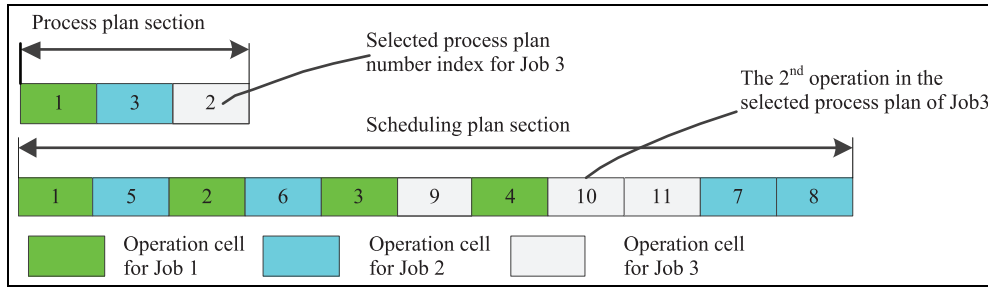 Process plan section
Selected process plan
number index for Job 3
1 3 2
The 2nd operation in the
selected process plan of Job3
Scheduling plan section
1 5 2 6 3 9 4 10 11 7 8
Operation cell
for Job 1
Operation cell
for Job 2
Operation cell
for Job 3